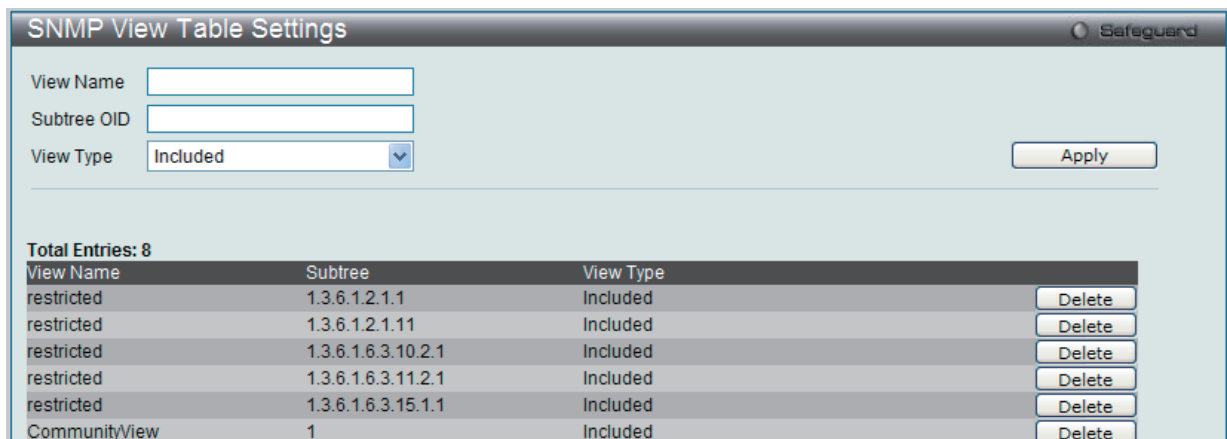 SNMP View Table Settings Safeguard
View Name
Subtree OID
View Type Included Apply
Total Entries: 8
View Name Subtree View Type
restricted 1.3.6.1.2.1.1 Included Delete
restricted 1.3.6.1.2.1.11 Included Delete
restricted 1.3.6.1.6.3.10.2.1 Included Delete
restricted 1.3.6.1.6.3.11.2.1 Included Delete
restricted 1.3.6.1.6.3.15.1.1 Included Delete
CommunityView 1 Included Delete